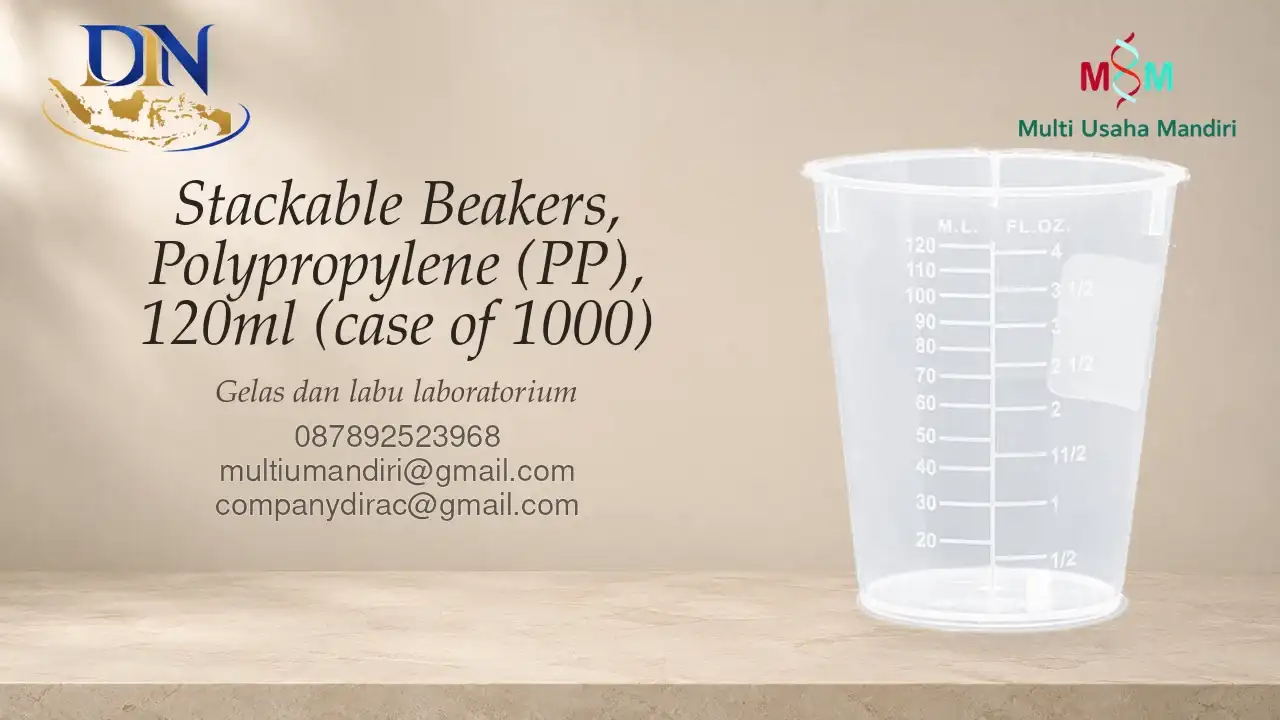 DIN
M M
Multi Usaha Mandiri
Stackable Beakers,
Polypropylene (PP),
120ml (case of 1000)
Gelas dan labu laboratorium
087892523968
multiumandiri@gmail.com
companydirac@gmail.com
M.L. FL.OZ.
120 4
110
100 3 1/2
90 3
80
70 2 1/2
60 2
50
40 11/2
30 1
20
1/2